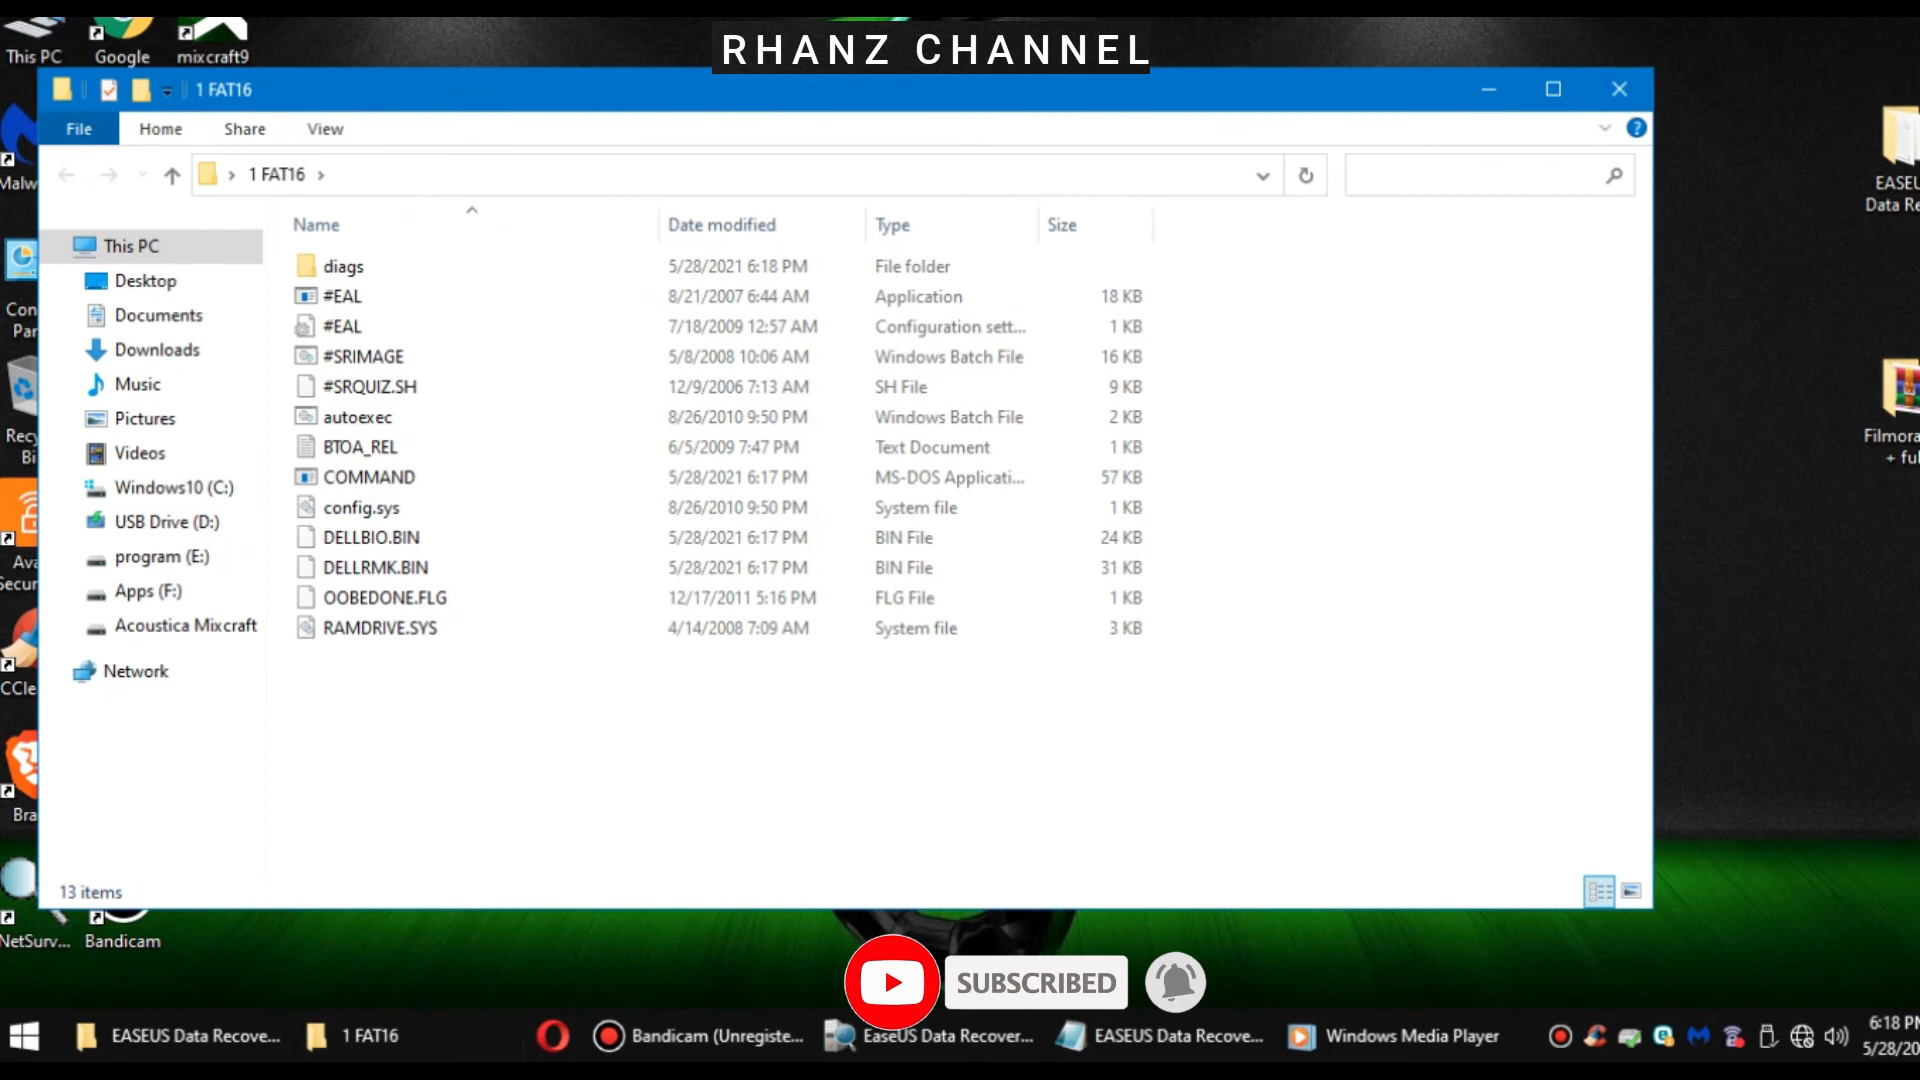 RHANZ CHANNEL
This PC
Google
mixcraft9
1 FAT16
File
Home
Share
View
1 FAT16
Name
Date modified
Type
Size
This PC
Desktop
Documents
Downloads
Music
Pictures
Videos
Windows10 (C:)
USB Drive (D:)
program (E:)
Apps (F:)
Acoustica Mixcraft
Network
diags 5/28/2021 6:18 PM File folder
#EAL 8/21/2007 6:44 AM Application 18 KB
#EAL 7/18/2009 12:57 AM Configuration sett... 1 KB
#SRIMAGE 5/8/2008 10:06 AM Windows Batch File 16 KB
#SRQUIZ.SH 12/9/2006 7:13 AM SH File 9 KB
autoexec 8/26/2010 9:50 PM Windows Batch File 2 KB
BTOA_REL 6/5/2009 7:47 PM Text Document 1 KB
COMMAND 5/28/2021 6:17 PM MS-DOS Applicati... 57 KB
config.sys 8/26/2010 9:50 PM System file 1 KB
DELLBIO.BIN 5/28/2021 6:17 PM BIN File 24 KB
DELLRMK.BIN 5/28/2021 6:17 PM BIN File 31 KB
OOBEDONE.FLG 12/17/2011 5:16 PM FLG File 1 KB
RAMDRIVE.SYS 4/14/2008 7:09 AM System file 3 KB
13 items
Malw
Con
Par
Recy
Bi
Ava
Secur
CCle
Bra
NetSurv...
Bandicam
EASEU
Data Re
Filmora
+ ful
SUBSCRIBED
EASEUS Data Recove...
1 FAT16
Bandicam (Unregiste...
EaseUS Data Recover...
EASEUS Data Recove...
Windows Media Player
6:18 PM
5/28/20